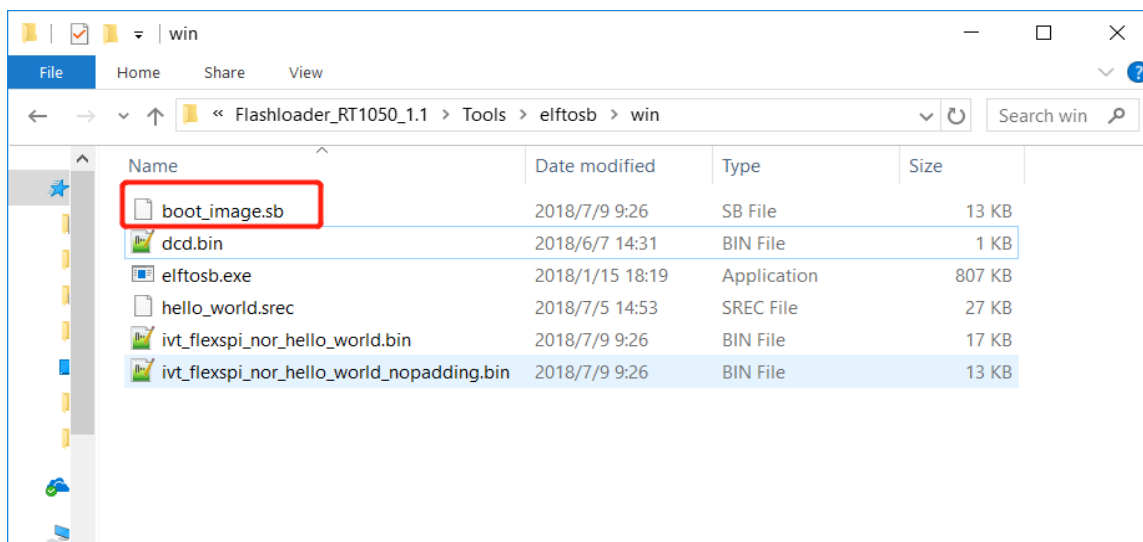 win
File Home Share View ?
« Flashloader_RT1050_1.1 > Tools > elftosb > win Search win
Name Date modified Type Size
boot_image.sb 2018/7/9 9:26 SB File 13 KB
dcd.bin 2018/6/7 14:31 BIN File 1 KB
elftosb.exe 2018/1/15 18:19 Application 807 KB
hello_world.srec 2018/7/5 14:53 SREC File 27 KB
ivt_flexspi_nor_hello_world.bin 2018/7/9 9:26 BIN File 17 KB
ivt_flexspi_nor_hello_world_nopadding.bin 2018/7/9 9:26 BIN File 13 KB